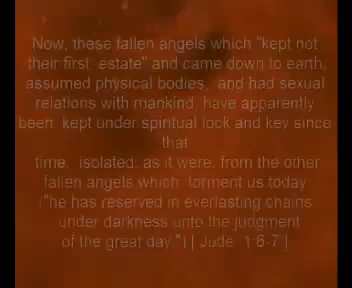 Now, these fallen angels which "kept not
their first estate" and came down to earth,
assumed physical bodies, and had sexual
relations with mankind, have apparently
been kept under spiritual lock and key since
that
time, isolated, as it were, from the other
fallen angels which torment us today
("he has reserved in everlasting chains
under darkness unto the judgment
of the great day.") [ Jude 1:6-7 ]